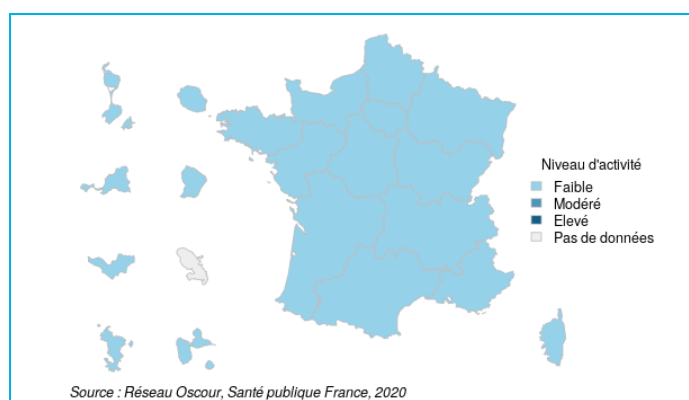 Niveau d'activité
Faible
Modéré
Elevé
Pas de données
Source : Réseau Oscour, Santé publique France, 2020